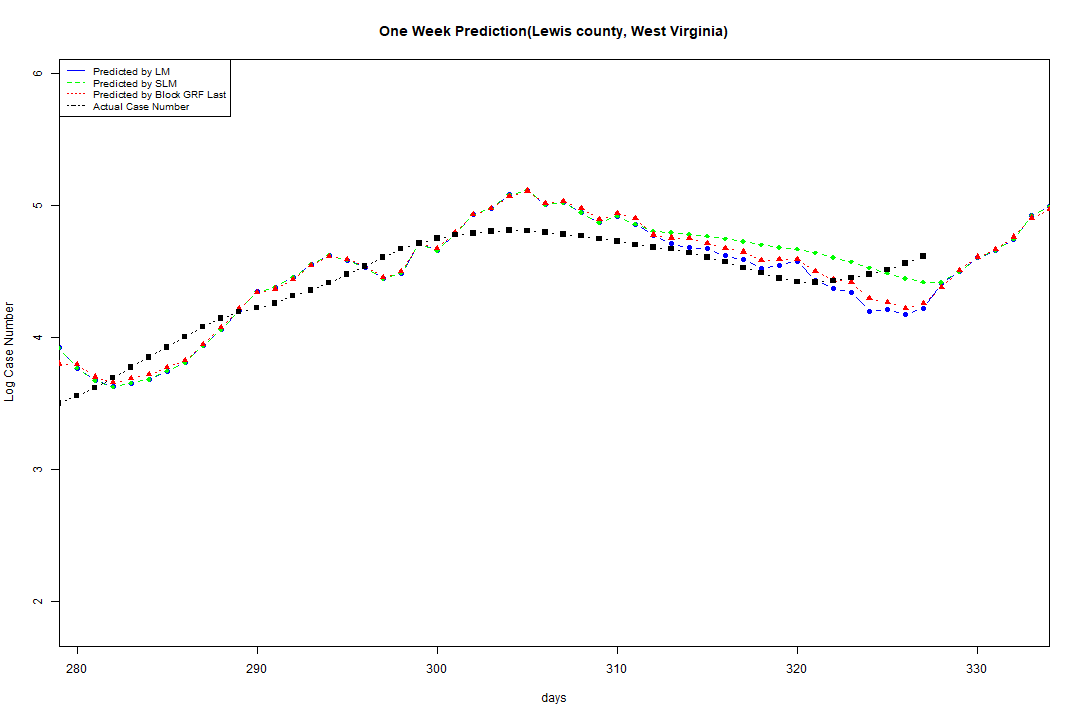 One Week Prediction(Lewis county, West Virginia)
Predicted by LM
Predicted by SLM
Predicted by Block GRF Last
Actual Case Number
6
5
4
3
2
Log Case Number
280 290 300 310 320 330
days